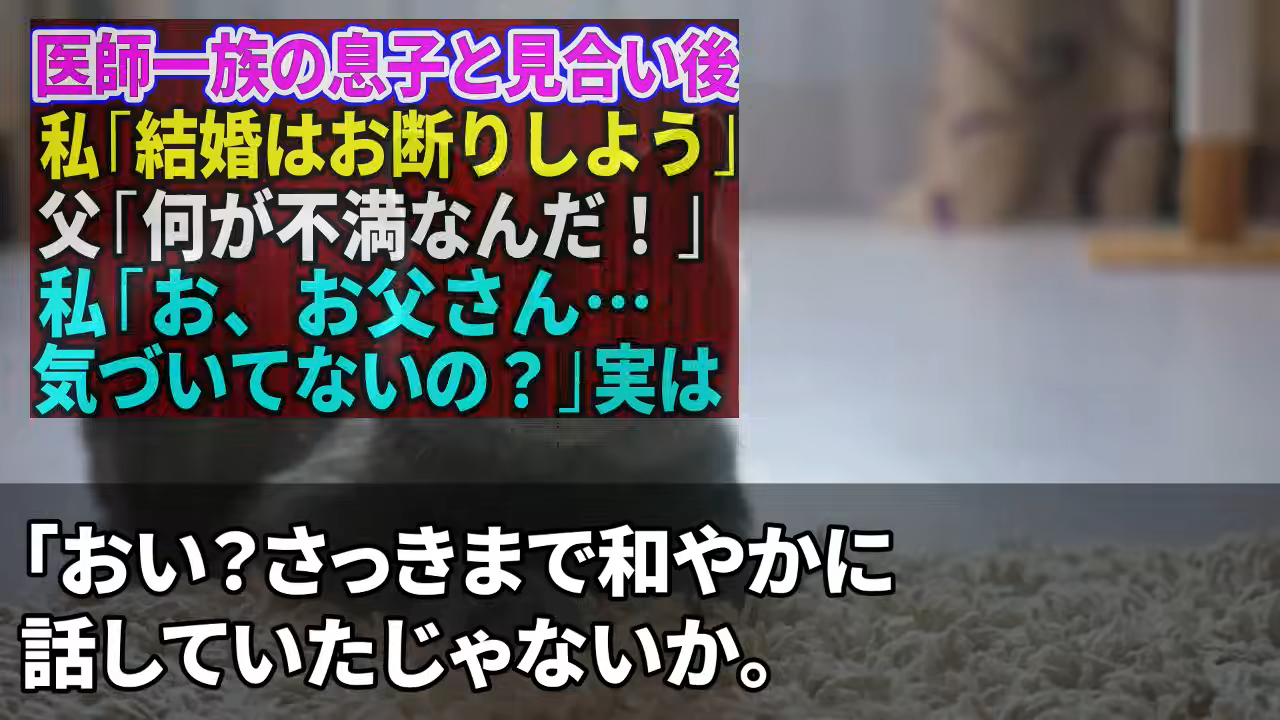 医師一族の息子と見合い後
私「結婚はお断りしよう」
父「何が不満なんだ！」
私「お、お父さん…
気づいてないの？」実は
「おい？さっきまで和やかに
話していたじゃないか。